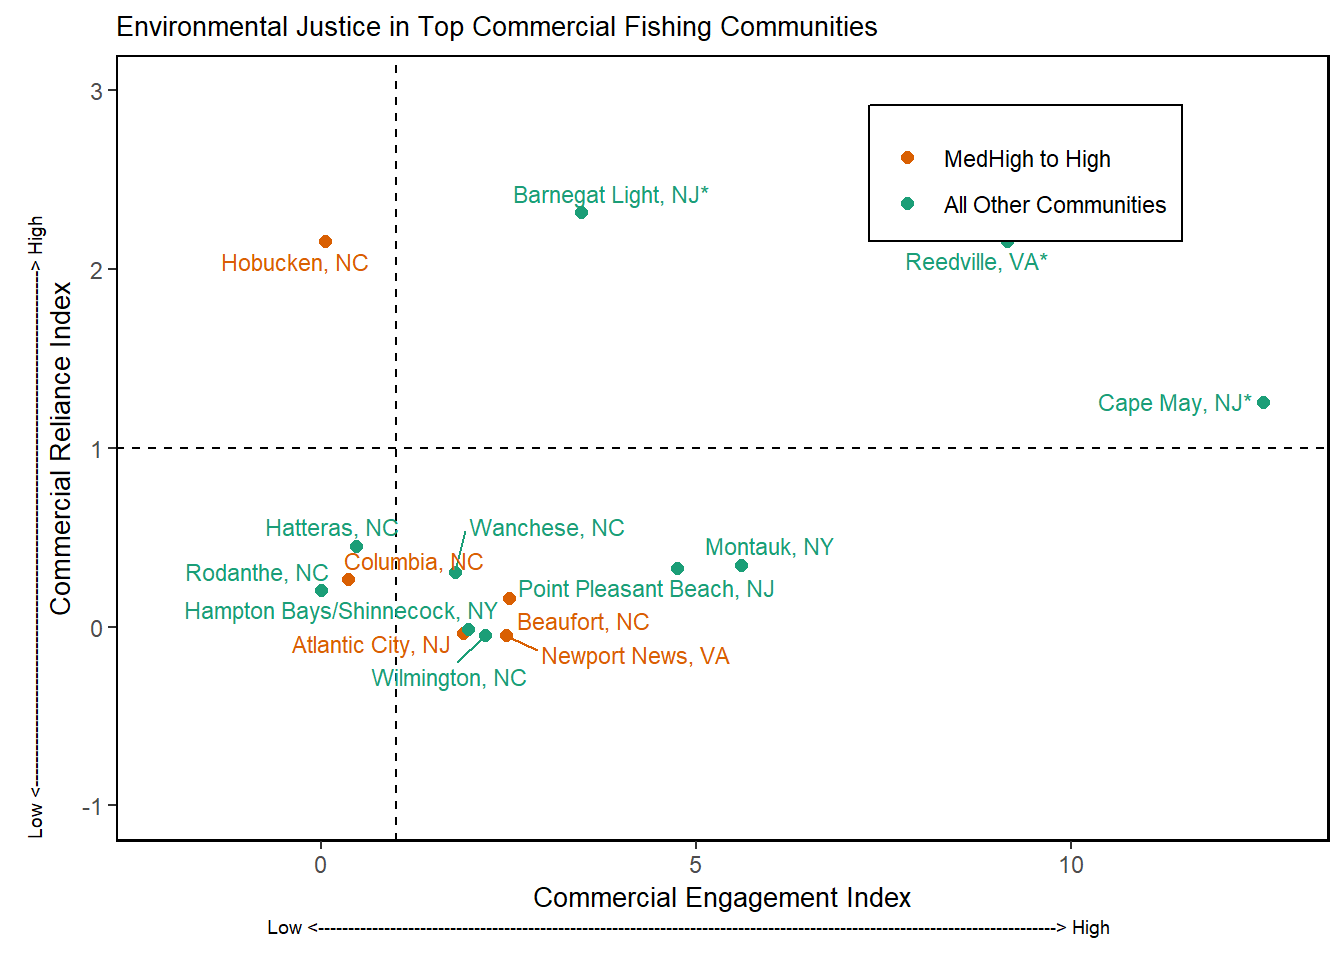 Environmental Justice in Top Commercial Fishing Communities
3
MedHigh to High
Barnegat Light, NJ*
All Other Communities
Hobucken, NC
Reedville, VA*
2
Cape May, NJ*
1
Hatteras, NC
Wanchese, NC
Montauk, NY
Columbia, NC
Rodanthe, NC
Point Pleasant Beach, NJ
Hampton Bays/Shinnecock, NY
Beaufort, NC
0
Atlantic City, NJ
Newport News, VA
Wilmington, NC
-1
Commercial Reliance Index
Low <---------------------------------------------------------------------------------------> High
0
5
10
Commercial Engagement Index
Low <---------------------------------------------------------------------------------------------------------------------------> High